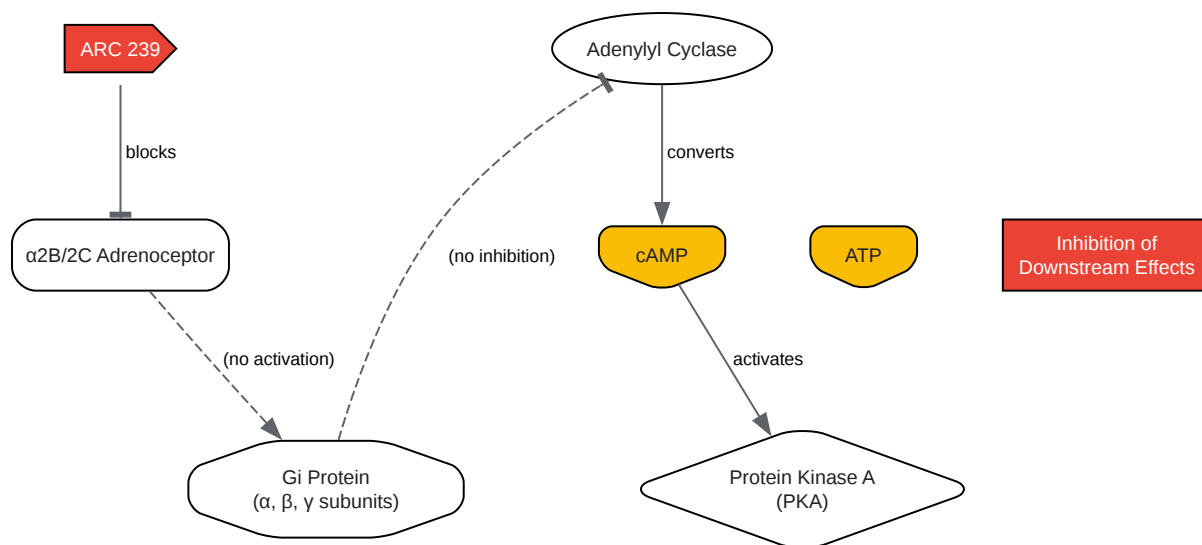 ARC 239
Adenylyl Cyclase
blocks
converts
α2B/2C Adrenoceptor
(no inhibition)
cAMP
ATP
Inhibition of
Downstream Effects
(no activation)
activates
Gi Protein
(α, β, γ subunits)
Protein Kinase A
(PKA)